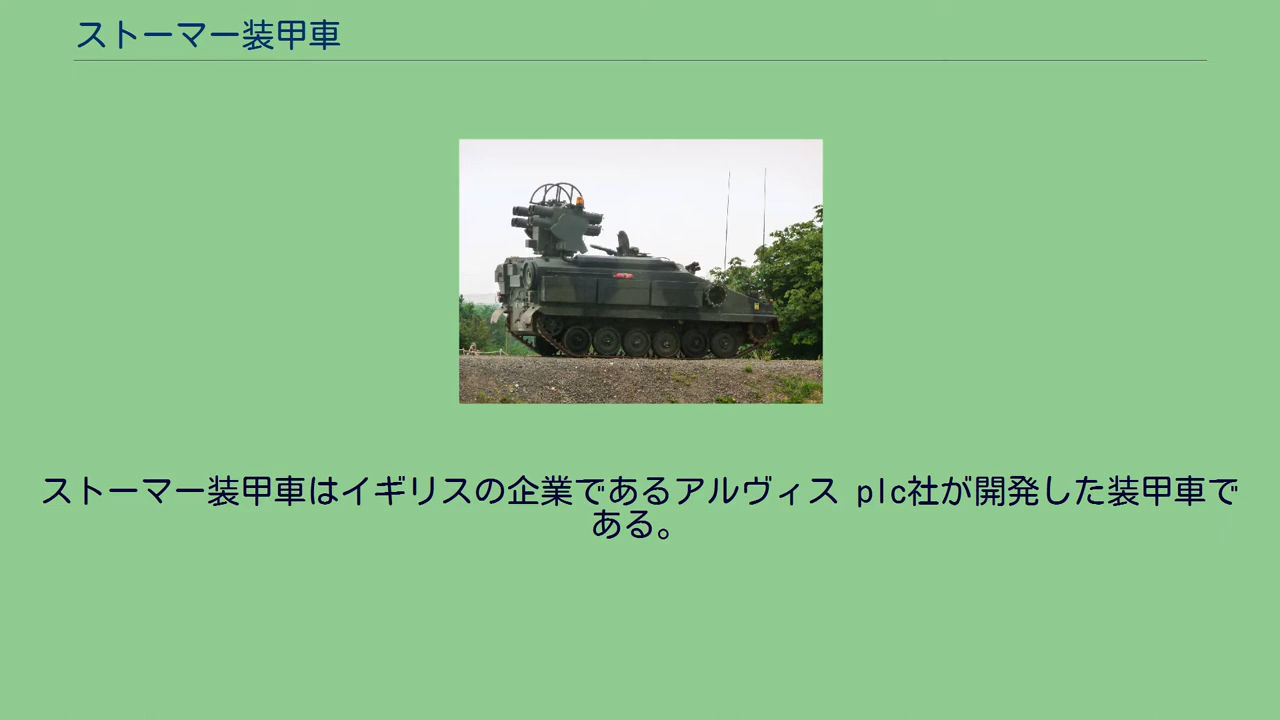 ストーマー装甲車
ストーマー装甲車はイギリスの企業であるアルヴィス plc社が開発した装甲車で
ある。